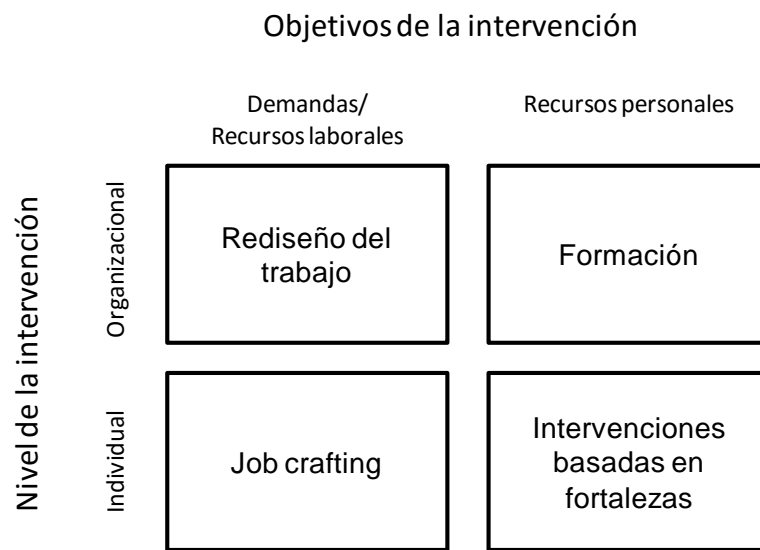 Objetivos de la intervención
Demandas/
Recursos laborales
Recursos personales
Nivel de la intervención
Organizacional
Rediseño del
trabajo
Formación
Individual
Job crafting
Intervenciones
basadas en
fortalezas